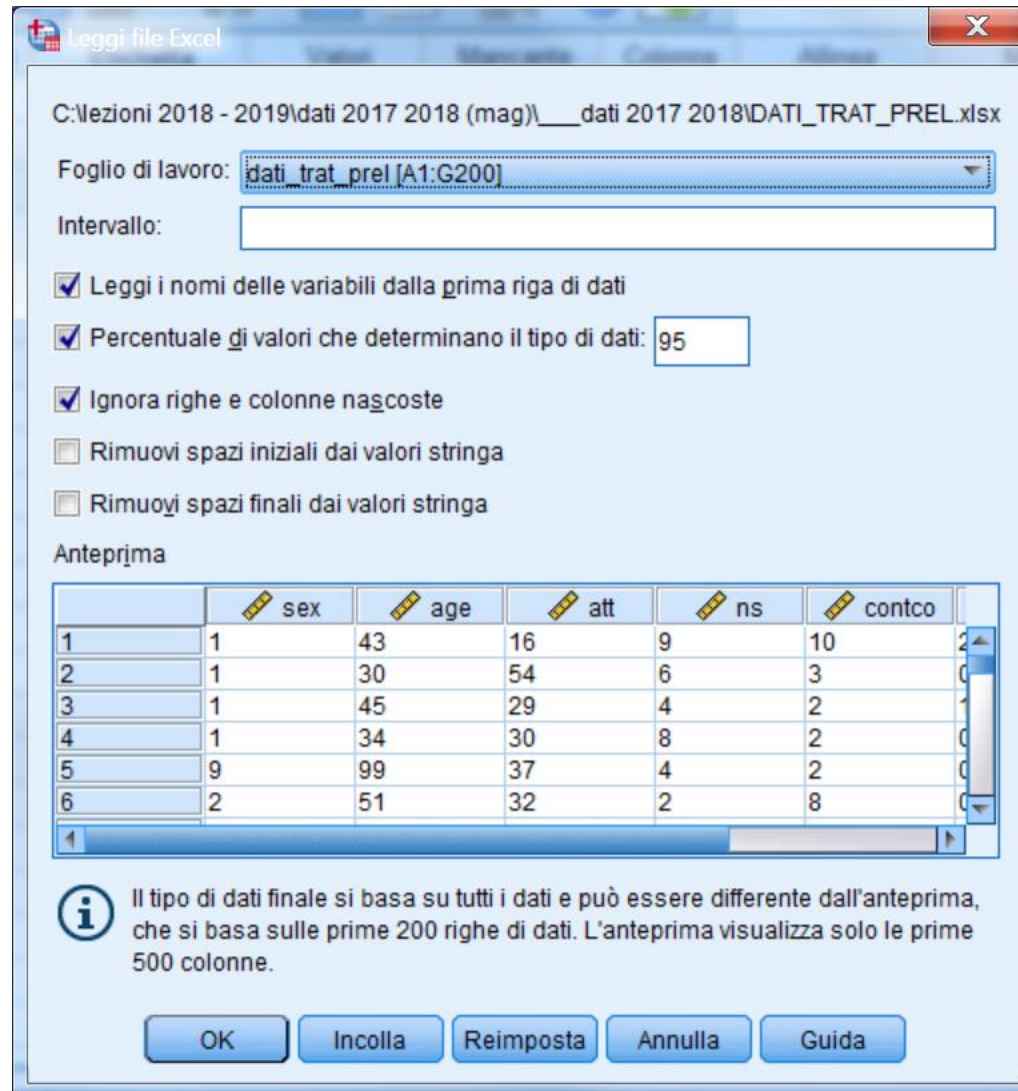 Leggi file Excel
Valori Mancante Colonne Allinea
C:\lezioni 2018 - 2019\dati 2017 2018 (mag)\___dati 2017 2018\DATI_TRAT_PREL.xlsx
Foglio di lavoro: dati_trat_prel [A1:G200]
Intervallo:
Leggi i nomi delle variabili dalla prima riga di dati
Percentuale di valori che determinano il tipo di dati: 95
Ignora righe e colonne nascoste
Rimuovi spazi iniziali dai valori stringa
Rimuovi spazi finali dai valori stringa
Anteprima
sex age att ns contco
1 1 43 16 9 10
2 1 30 54 6 3
3 1 45 29 4 2
4 1 34 30 8 2
5 9 99 37 4 2
6 2 51 32 2 8
Il tipo di dati finale si basa su tutti i dati e può essere differente dall'anteprima,
che si basa sulle prime 200 righe di dati. L'anteprima visualizza solo le prime
500 colonne.
OK Incolla Reimposta Annulla Guida